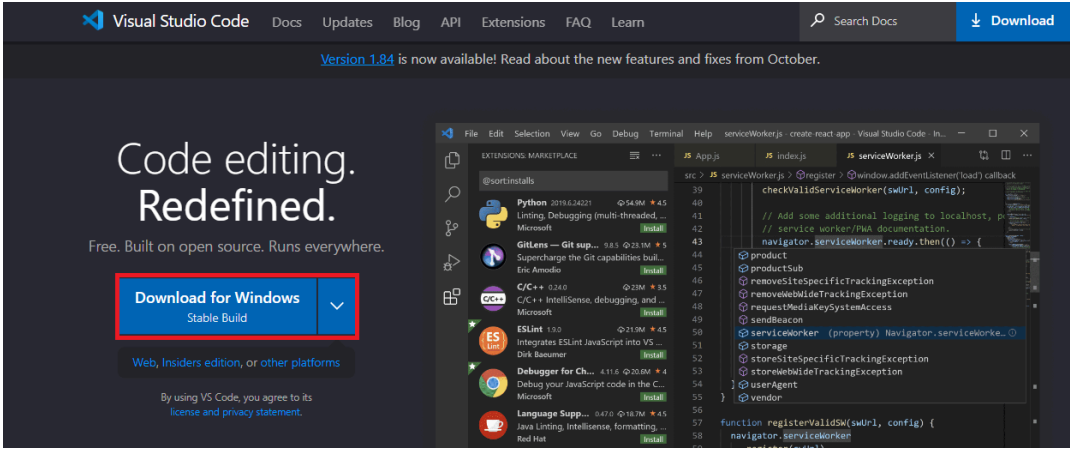 Visual Studio Code Docs Updates Blog API Extensions FAQ Learn Search Docs Download
Version 1.84 is now available! Read about the new features and fixes from October.
Code editing.
Redefined.
Free. Built on open source. Runs everywhere.
Download for Windows
Stable Build
Web, Insiders edition, or other platforms
By using VS Code, you agree to its
license and privacy statement.
File Edit Selection View Go Debug Terminal Help serviceWorker.js - create-react-app - Visual Studio Code - In...
EXTENSIONS: MARKETPLACE
@sort:installs
Python 2019.6.24221 54.9M 4.5
Linting, Debugging (multi-threaded, ...
Microsoft Install
GitLens — Git sup... 9.8.5 23.1M 5
Supercharge the Git capabilities buil...
Eric Amodio Install
C/C++ 0.24.0 23M 3.5
C/C++ IntelliSense, debugging, and ...
Microsoft Install
C/C++
ESLint 1.9.0 21.9M 4.5
Integrates ESLint JavaScript into VS ...
Dirk Baeumer Install
ES
Lint
Debugger for Ch... 4.11.6 20.6M 4
Debug your JavaScript code in the C...
Microsoft Install
Language Supp... 0.47.0 18.7M 4.5
Java Linting, Intellisense, formatting, ...
Red Hat Install
JS App.js JS index.js JS serviceWorker.js
src > JS serviceWorker.js > register > window.addEventListener('load') callback
39 checkValidServiceWorker(swUrl, config);
40
41 // Add some additional logging to localhost, p
42 // service worker/PWA documentation.
43 navigator.serviceWorker.ready.then(() => {
44 product
45 productSub
46 removeSiteSpecificTrackingException
47 removeWebWideTrackingException
48 requestMediaKeySystemAccess
49 sendBeacon
50 serviceWorker (property) Navigator.serviceWorke...
51 storage
52 storeSiteSpecificTrackingException
53 storeWebWideTrackingException
54 } userAgent
55 } vendor
56
57 function registerValidSW(swUrl, config) {
58 navigator.serviceWorker